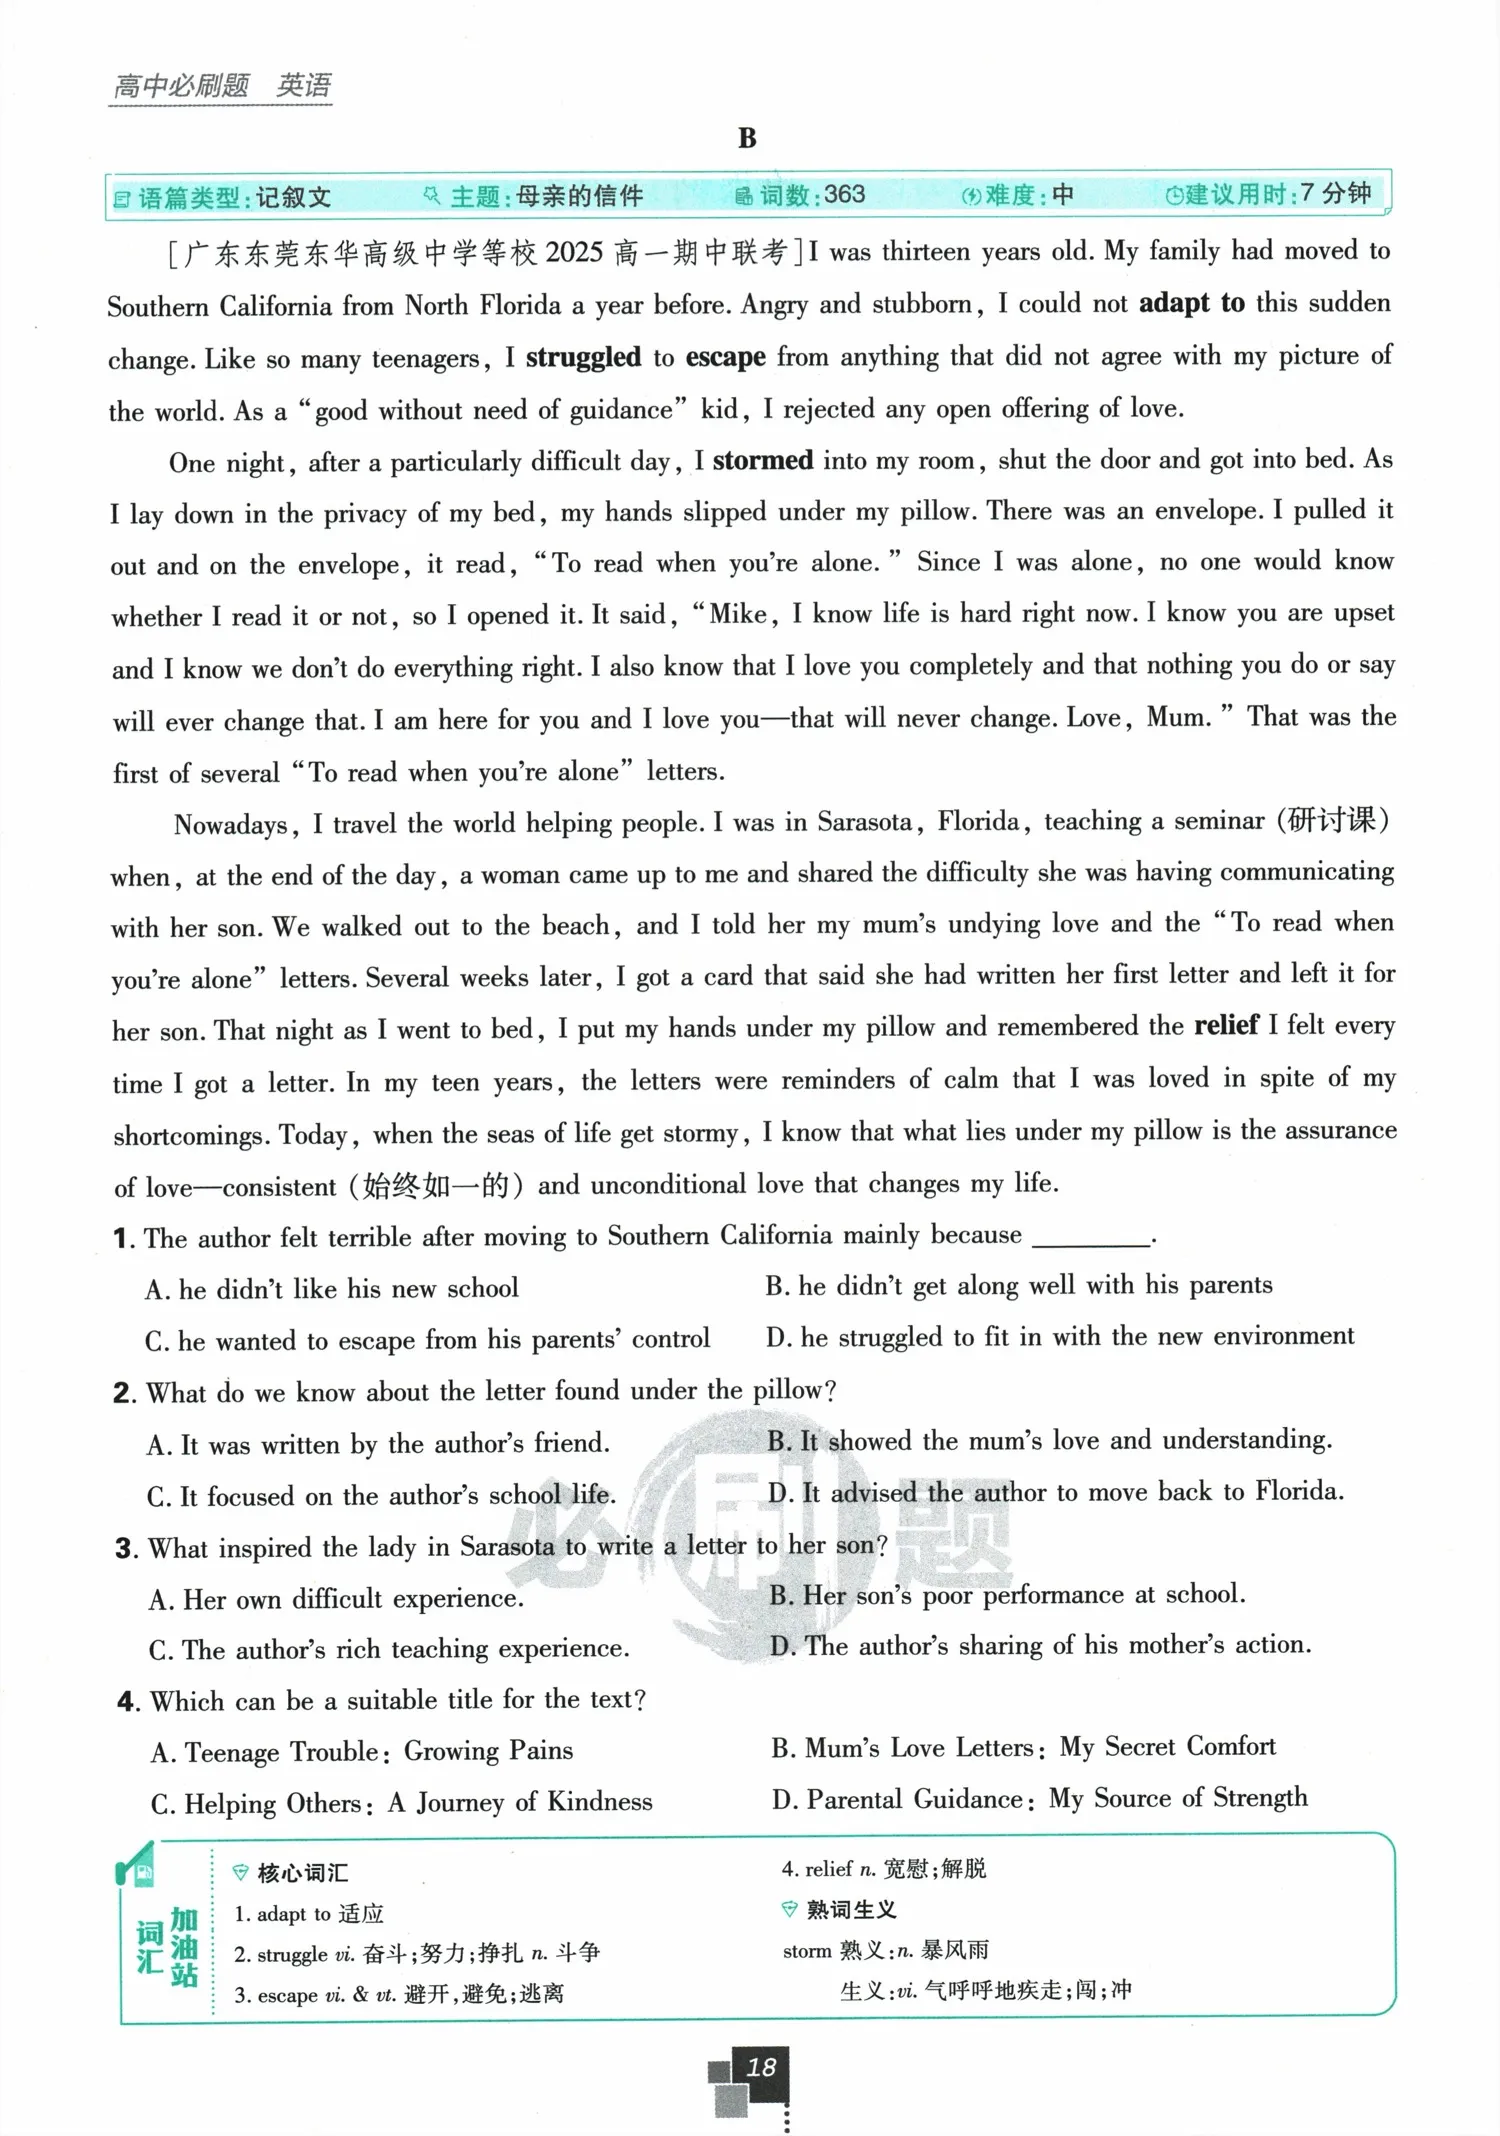 高中必刷题 英语
B
语篇类型:记叙文 主题:母亲的信件 词数:363 难度:中 建议用时:7 分钟
[广东东莞东华高级中学等校 2025 高一期中联考]I was thirteen years old. My family had moved to
Southern California from North Florida a year before. Angry and stubborn, I could not adapt to this sudden
change. Like so many teenagers, I struggled to escape from anything that did not agree with my picture of
the world. As a “good without need of guidance” kid, I rejected any open offering of love.
One night, after a particularly difficult day, I stormed into my room, shut the door and got into bed. As
I lay down in the privacy of my bed, my hands slipped under my pillow. There was an envelope. I pulled it
out and on the envelope, it read, “To read when you’re alone.” Since I was alone, no one would know
whether I read it or not, so I opened it. It said, “Mike, I know life is hard right now. I know you are upset
and I know we don’t do everything right. I also know that I love you completely and that nothing you do or say
will ever change that. I am here for you and I love you—that will never change. Love, Mum.” That was the
first of several “To read when you’re alone” letters.
Nowadays, I travel the world helping people. I was in Sarasota, Florida, teaching a seminar (研讨课)
when, at the end of the day, a woman came up to me and shared the difficulty she was having communicating
with her son. We walked out to the beach, and I told her my mum’s undying love and the “To read when
you’re alone” letters. Several weeks later, I got a card that said she had written her first letter and left it for
her son. That night as I went to bed, I put my hands under my pillow and remembered the relief I felt every
time I got a letter. In my teen years, the letters were reminders of calm that I was loved in spite of my
shortcomings. Today, when the seas of life get stormy, I know that what lies under my pillow is the assurance
of love—consistent (始终如一的) and unconditional love that changes my life.
1. The author felt terrible after moving to Southern California mainly because ________.
A. he didn’t like his new school B. he didn’t get along well with his parents
C. he wanted to escape from his parents’ control D. he struggled to fit in with the new environment
2. What do we know about the letter found under the pillow?
A. It was written by the author’s friend. B. It showed the mum’s love and understanding.
C. It focused on the author’s school life. D. It advised the author to move back to Florida.
3. What inspired the lady in Sarasota to write a letter to her son?
A. Her own difficult experience. B. Her son’s poor performance at school.
C. The author’s rich teaching experience. D. The author’s sharing of his mother’s action.
4. Which can be a suitable title for the text?
A. Teenage Trouble: Growing Pains B. Mum’s Love Letters: My Secret Comfort
C. Helping Others: A Journey of Kindness D. Parental Guidance: My Source of Strength
必刷题
词汇加油站
核心词汇
1. adapt to 适应
2. struggle vi. 奋斗;努力;挣扎 n. 斗争
3. escape vi. & vt. 避开,避免;逃离
4. relief n. 宽慰;解脱
熟词生义
storm 熟义:n. 暴风雨
生义:vi. 气呼呼地疾走;闯;冲
18